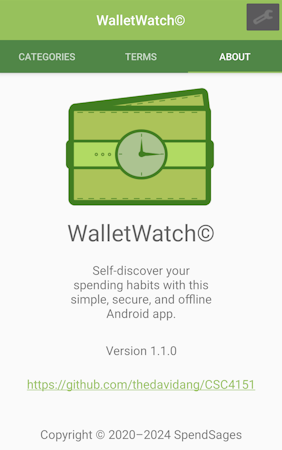 WalletWatch©
CATEGORIES TERMS ABOUT
WalletWatch©
Self-discover your
spending habits with this
simple, secure, and offline
Android app.
Version 1.1.0
https://github.com/thedavidang/CSC4151
Copyright © 2020–2024 SpendSages